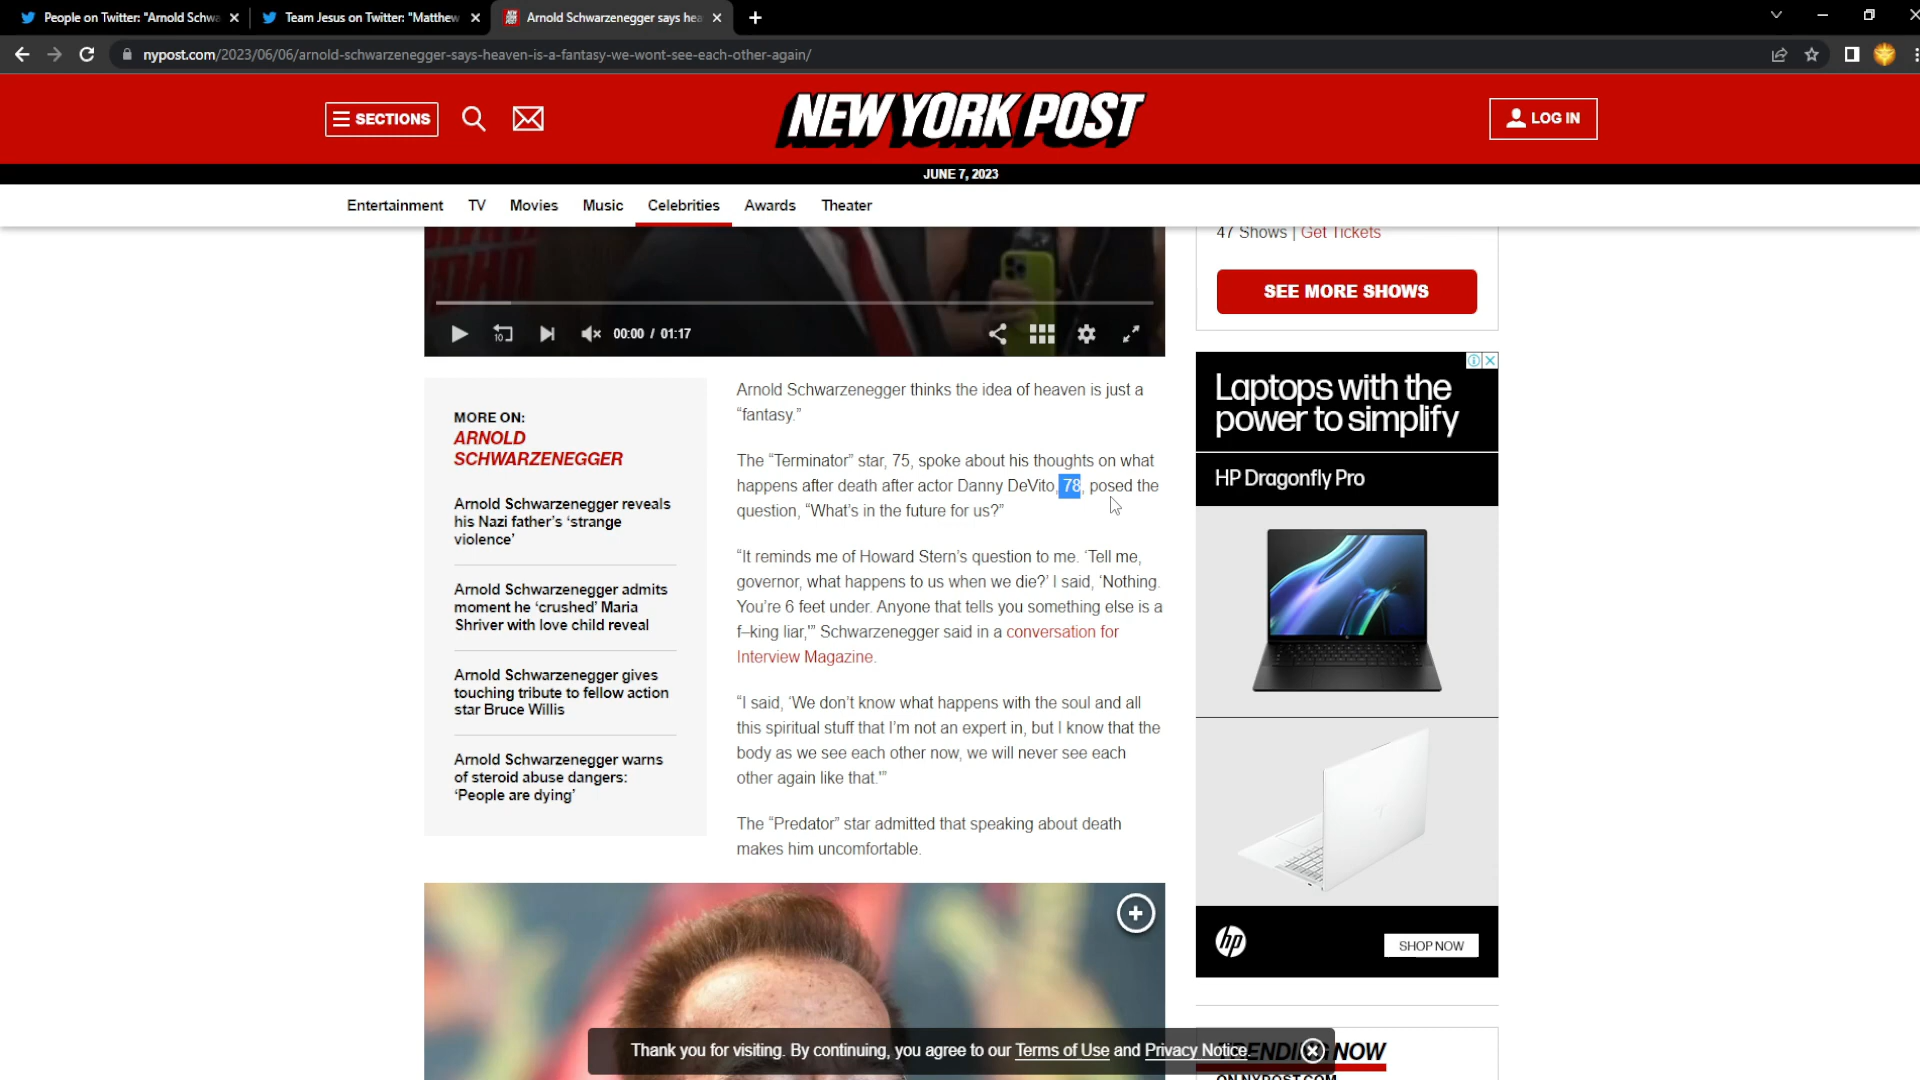 People on Twitter: "Arnold Schwa
Team Jesus on Twitter: "Matthew
Arnold Schwarzenegger says hea
nypost.com/2023/06/06/arnold-schwarzenegger-says-heaven-is-a-fantasy-we-wont-see-each-other-again/
SECTIONS
NEW YORK POST
LOG IN
JUNE 7, 2023
Entertainment TV Movies Music Celebrities Awards Theater
47 Shows | Get Tickets
SEE MORE SHOWS
10
00:00 / 01:17
MORE ON:
ARNOLD
SCHWARZENEGGER
Arnold Schwarzenegger reveals
his Nazi father's 'strange
violence'
Arnold Schwarzenegger admits
moment he 'crushed' Maria
Shriver with love child reveal
Arnold Schwarzenegger gives
touching tribute to fellow action
star Bruce Willis
Arnold Schwarzenegger warns
of steroid abuse dangers:
'People are dying'
Arnold Schwarzenegger thinks the idea of heaven is just a
“fantasy.”
The “Terminator” star, 75, spoke about his thoughts on what
happens after death after actor Danny DeVito, 78, posed the
question, “What’s in the future for us?”
“It reminds me of Howard Stern’s question to me. ‘Tell me,
governor, what happens to us when we die?’ I said, ‘Nothing.
You’re 6 feet under. Anyone that tells you something else is a
f–king liar,’” Schwarzenegger said in a conversation for
Interview Magazine.
“I said, ‘We don’t know what happens with the soul and all
this spiritual stuff that I’m not an expert in, but I know that the
body as we see each other now, we will never see each
other again like that.’”
The “Predator” star admitted that speaking about death
makes him uncomfortable.
Laptops with the
power to simplify
HP Dragonfly Pro
hp
SHOP NOW
Thank you for visiting. By continuing, you agree to our Terms of Use and Privacy Notice.
NOW
ON NYPOST.COM